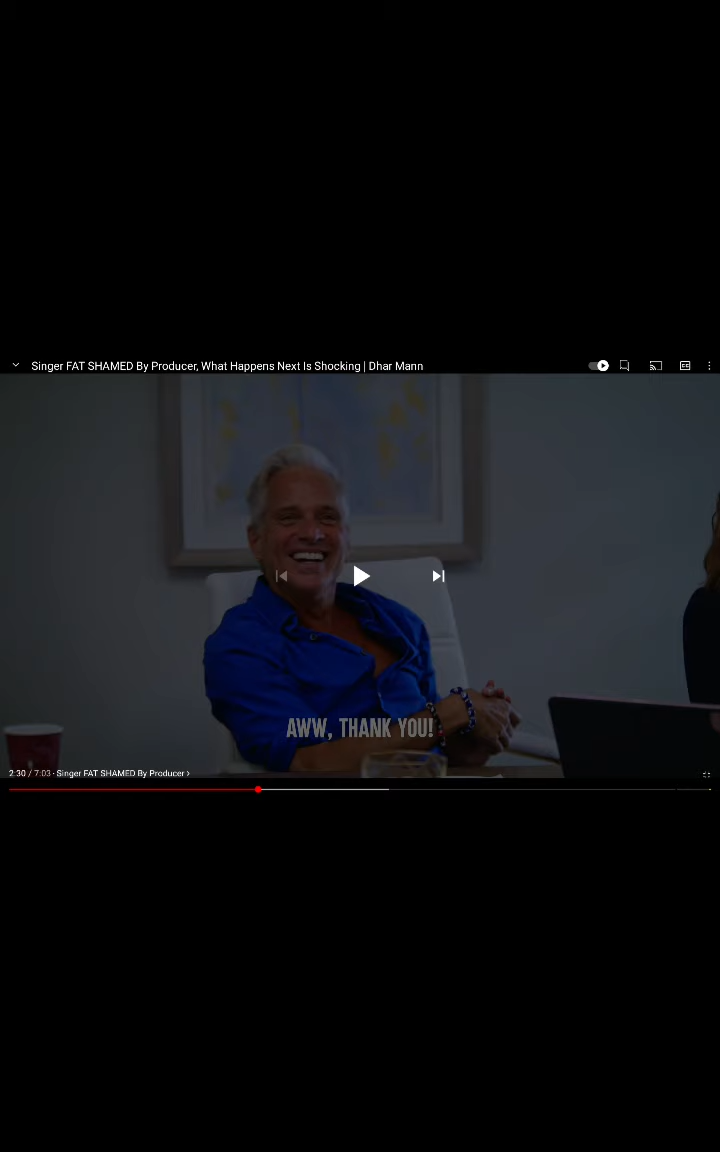 Singer FAT SHAMED By Producer, What Happens Next Is Shocking | Dhar Mann
CC
AWW, THANK YOU!
2:30 / 7:03 · Singer FAT SHAMED By Producer ›